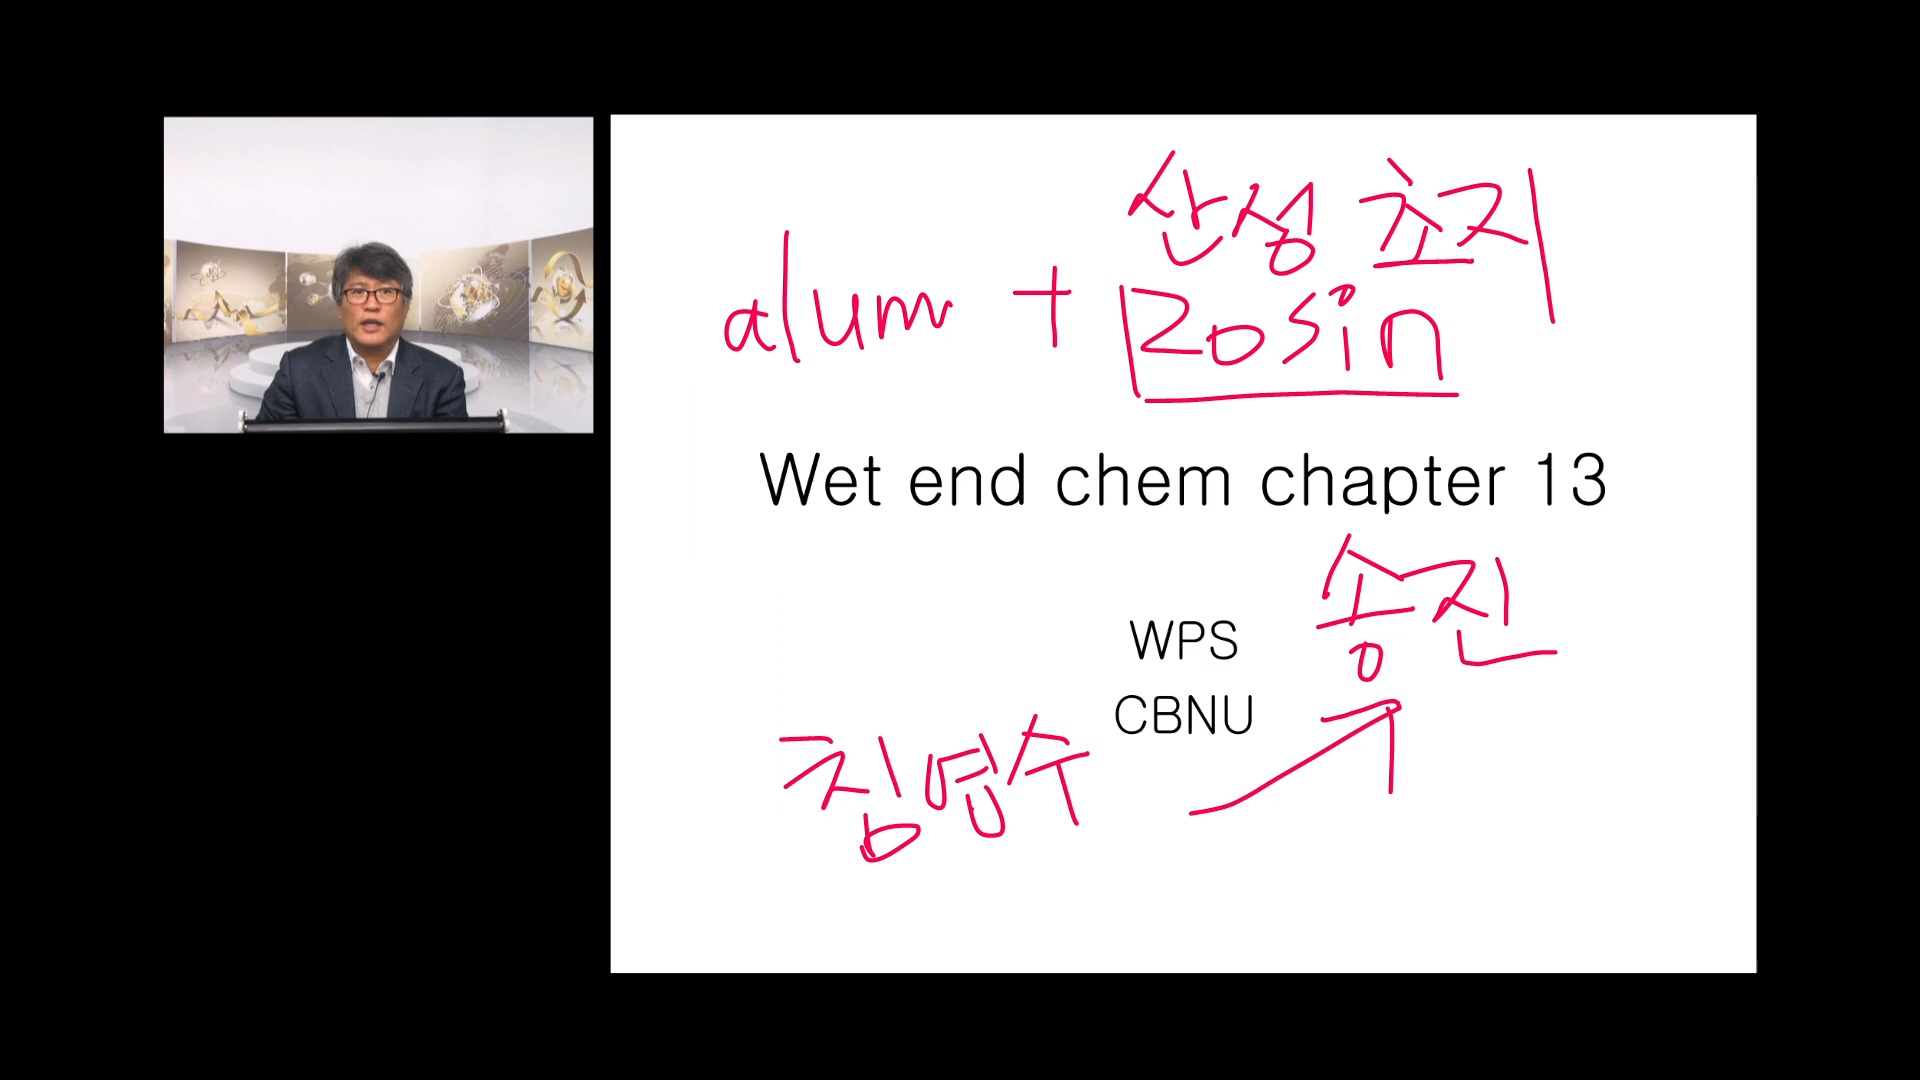 산성 초지
alum + Rosin
Wet end chem chapter 13
송진
WPS
CBNU
침엽수